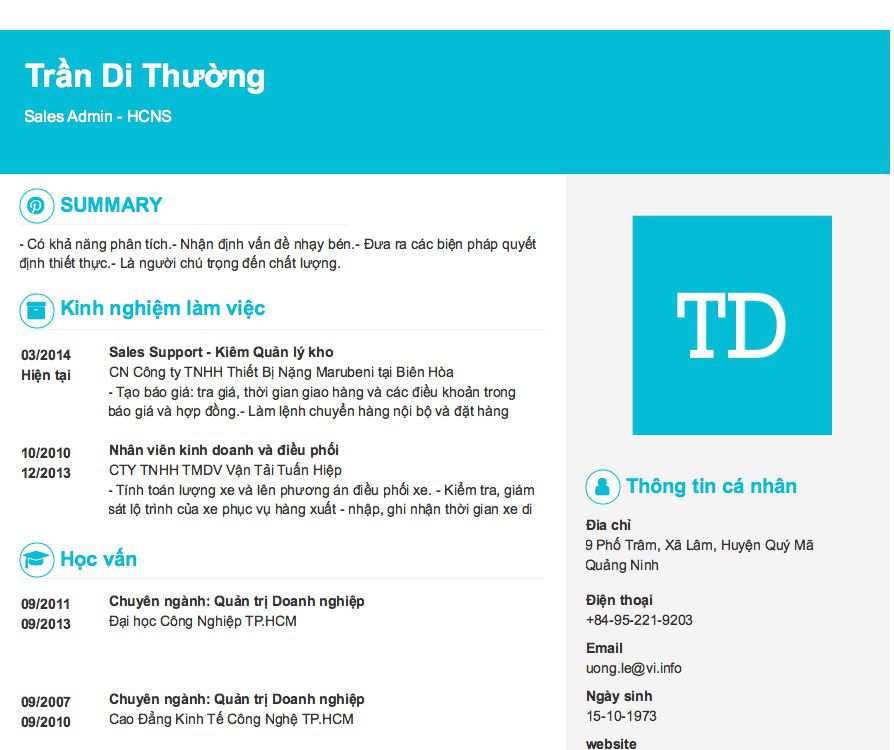 Trần Di Thường
Sales Admin - HCNS
SUMMARY
- Có khả năng phân tích.- Nhận định vấn đề nhạy bén.- Đưa ra các biện pháp quyết
định thiết thực.- Là người chú trọng đến chất lượng.
Kinh nghiệm làm việc
03/2014
Hiện tại
Sales Support - Kiêm Quản lý kho
CN Công ty TNHH Thiết Bị Nặng Marubeni tại Biên Hòa
- Tạo báo giá: tra giá, thời gian giao hàng và các điều khoản trong
báo giá và hợp đồng.- Làm lệnh chuyển hàng nội bộ và đặt hàng
10/2010
12/2013
Nhân viên kinh doanh và điều phối
CTY TNHH TMDV Vận Tải Tuấn Hiệp
- Tính toán lượng xe và lên phương án điều phối xe. - Kiểm tra, giám
sát lộ trình của xe phục vụ hàng xuất - nhập, ghi nhận thời gian xe di
Học vấn
09/2011
09/2013
Chuyên ngành: Quản trị Doanh nghiệp
Đại học Công Nghiệp TP.HCM
09/2007
09/2010
Chuyên ngành: Quản trị Doanh nghiệp
Cao Đẳng Kinh Tế Công Nghệ TP.HCM
TD
Thông tin cá nhân
Đia chỉ
9 Phố Trâm, Xã Lâm, Huyện Quý Mã
Quảng Ninh
Điện thoại
+84-95-221-9203
Email
uong.le@vi.info
Ngày sinh
15-10-1973
website